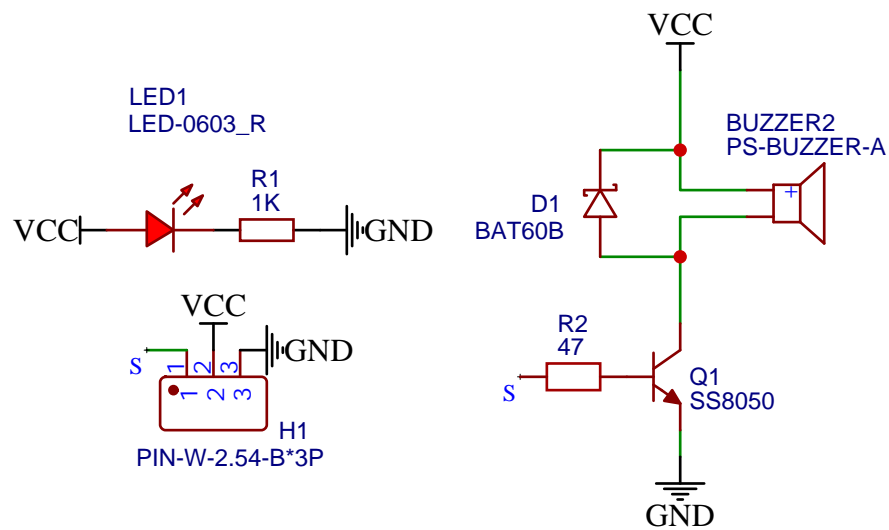 LED1
LED-0603_R
R1
1K
VCC
GND
VCC
GND
S
1
2
3
1
2
3
H1
PIN-W-2.54-B*3P
VCC
BUZZER2
PS-BUZZER-A
+
D1
BAT60B
R2
47
S
Q1
SS8050
GND